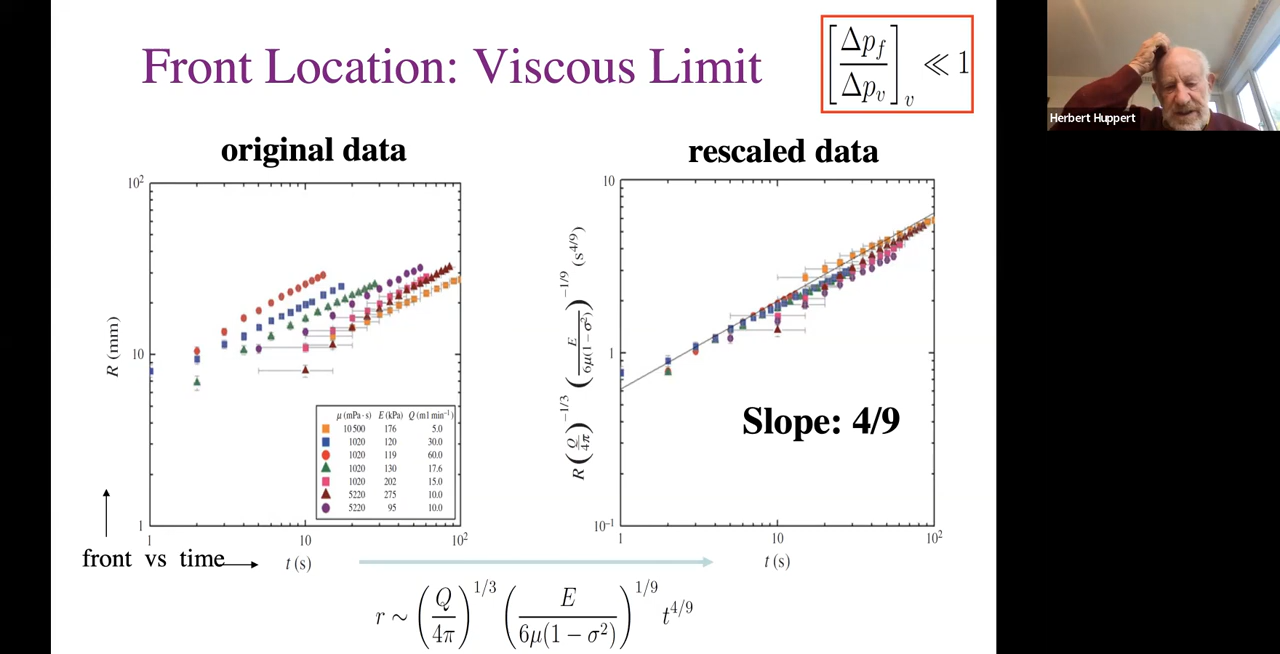 Front Location: Viscous Limit
[Δp_f / Δp_v]_v ≪ 1
Herbert Huppert
original data
rescaled data
10²
10
1
R (mm)
μ (mPa · s) E (kPa) Q (m1 min⁻¹)
10 500 176 5.0
1020 120 30.0
1020 119 60.0
1020 130 17.6
1020 202 15.0
5220 275 10.0
5220 95 10.0
1 10 10²
t (s)
front vs time
10
1
10⁻¹
R (Q/4π)^−1/3 (E/6μ(1−σ²))^−1/9 (s^4/9)
Slope: 4/9
1 10 10²
t (s)
r ~ (Q/4π)^1/3 (E/6μ(1 − σ²))^1/9 t^4/9